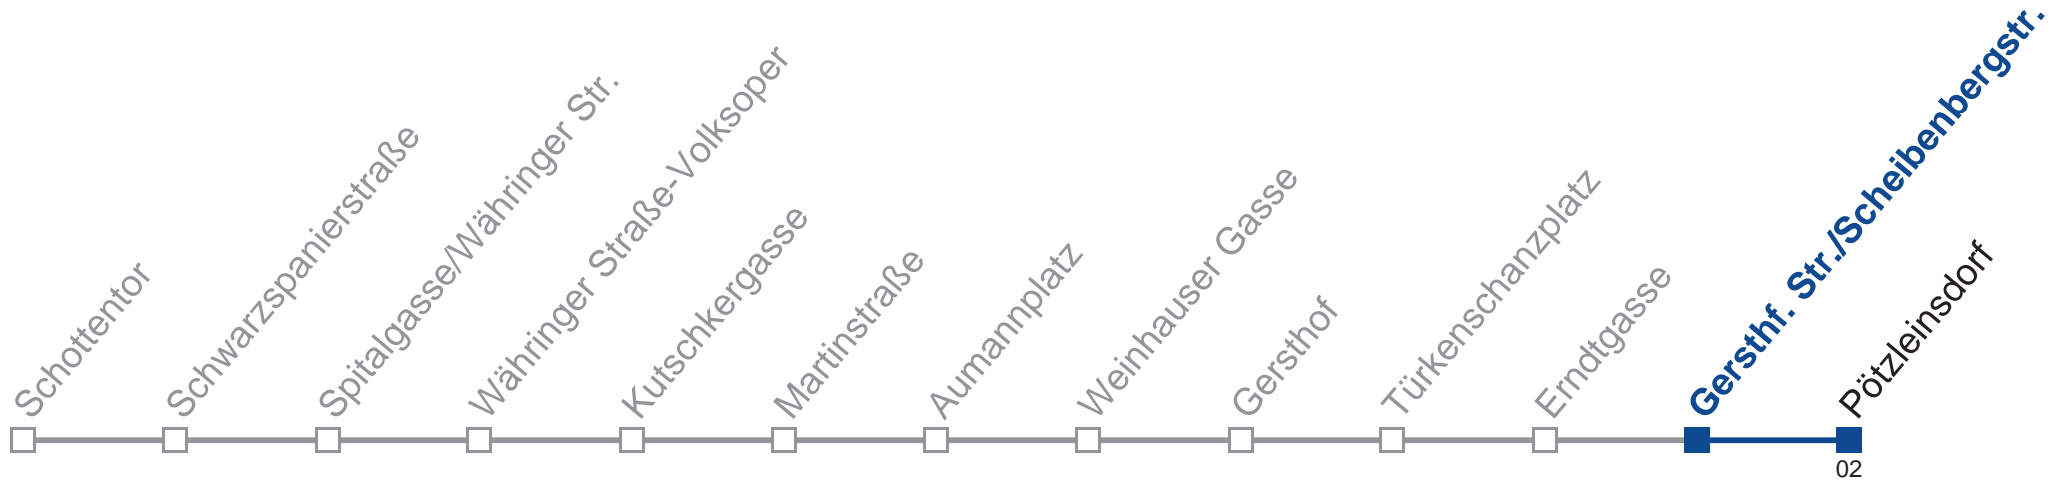 Schottentor
Schwarzspanierstraße
Spitalgasse/Währinger Str.
Währinger Straße-Volksoper
Kutschkergasse
Martinstraße
Aumannplatz
Weinhauser Gasse
Gersthof
Türkenschanzplatz
Erndtgasse
Gersthf. Str./Scheibenbergstr.
Pötzleinsdorf
02